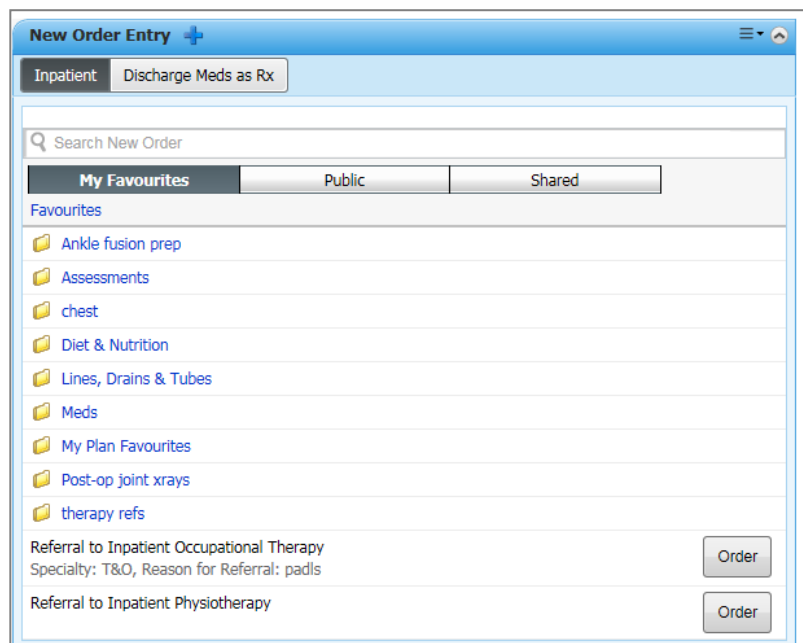 New Order Entry
Inpatient
Discharge Meds as Rx
Search New Order
My Favourites
Public
Shared
Favourites
Ankle fusion prep
Assessments
chest
Diet & Nutrition
Lines, Drains & Tubes
Meds
My Plan Favourites
Post-op joint xrays
therapy refs
Referral to Inpatient Occupational Therapy
Specialty: T&O, Reason for Referral: padls
Order
Referral to Inpatient Physiotherapy
Order